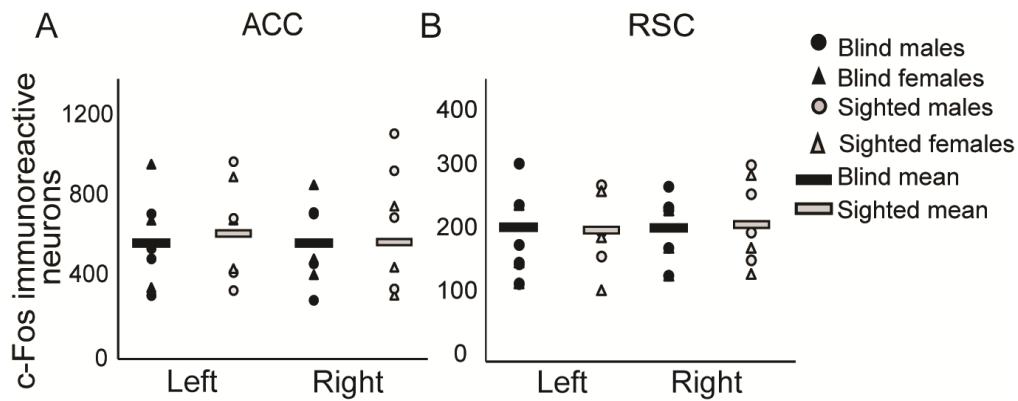 A
ACC
c-Fos immunoreactive
neurons
1200
800
400
0
Left
Right
B
RSC
400
300
200
100
0
Left
Right
Blind males
Blind females
Sighted males
Sighted females
Blind mean
Sighted mean